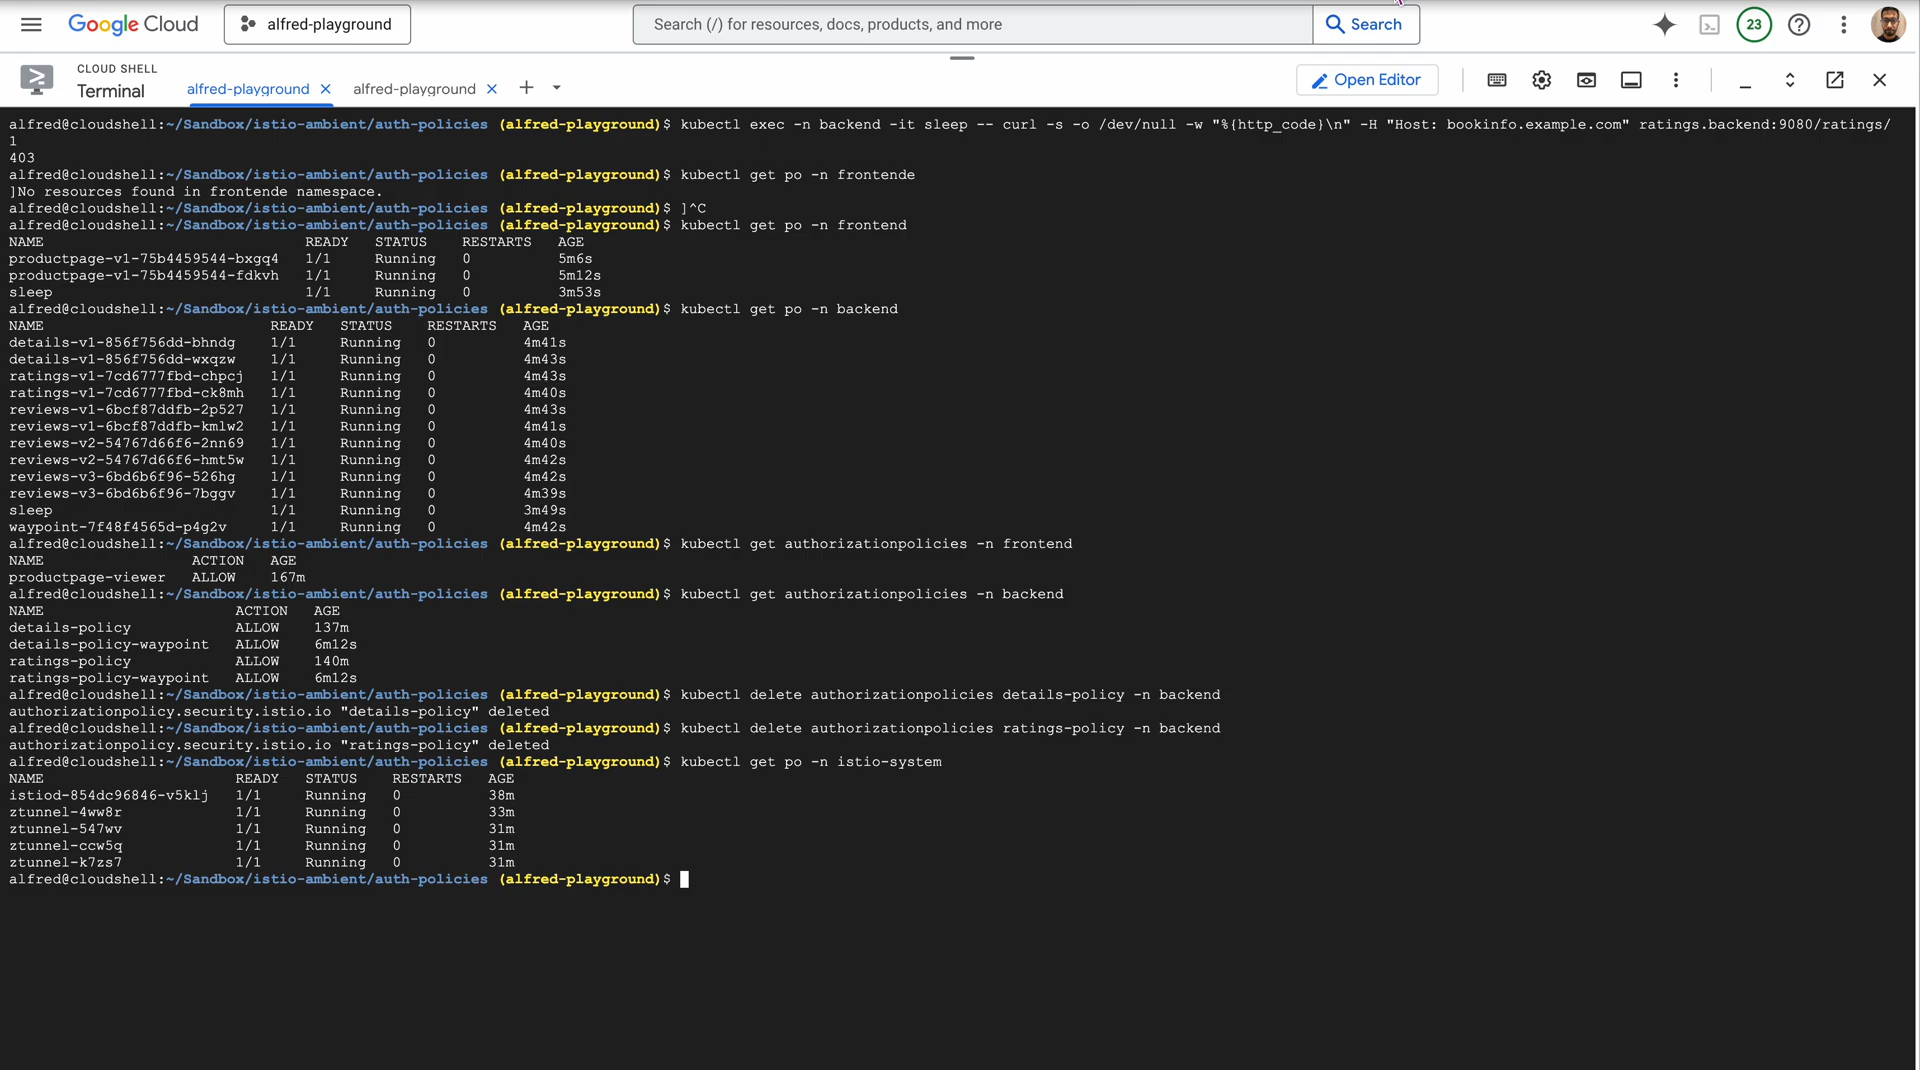 Google Cloud
alfred-playground
Search (/) for resources, docs, products, and more
Search
23
CLOUD SHELL
Terminal
alfred-playground
alfred-playground
Open Editor
alfred@cloudshell:~/Sandbox/istio-ambient/auth-policies (alfred-playground)$ kubectl exec -n backend -it sleep -- curl -s -o /dev/null -w "%{http_code}\n" -H "Host: bookinfo.example.com" ratings.backend:9080/ratings/
1
403
alfred@cloudshell:~/Sandbox/istio-ambient/auth-policies (alfred-playground)$ kubectl get po -n frontende
]No resources found in frontende namespace.
alfred@cloudshell:~/Sandbox/istio-ambient/auth-policies (alfred-playground)$ ]^C
alfred@cloudshell:~/Sandbox/istio-ambient/auth-policies (alfred-playground)$ kubectl get po -n frontend
NAME READY STATUS RESTARTS AGE
productpage-v1-75b4459544-bxgq4 1/1 Running 0 5m6s
productpage-v1-75b4459544-fdkvh 1/1 Running 0 5m12s
sleep 1/1 Running 0 3m53s
alfred@cloudshell:~/Sandbox/istio-ambient/auth-policies (alfred-playground)$ kubectl get po -n backend
NAME READY STATUS RESTARTS AGE
details-v1-856f756dd-bhndg 1/1 Running 0 4m41s
details-v1-856f756dd-wxqzw 1/1 Running 0 4m43s
ratings-v1-7cd6777fbd-chpcj 1/1 Running 0 4m43s
ratings-v1-7cd6777fbd-ck8mh 1/1 Running 0 4m40s
reviews-v1-6bcf87ddfb-2p527 1/1 Running 0 4m43s
reviews-v1-6bcf87ddfb-kmlw2 1/1 Running 0 4m41s
reviews-v2-54767d66f6-2nn69 1/1 Running 0 4m40s
reviews-v2-54767d66f6-hmt5w 1/1 Running 0 4m42s
reviews-v3-6bd6b6f96-526hg 1/1 Running 0 4m42s
reviews-v3-6bd6b6f96-7bggv 1/1 Running 0 4m39s
sleep 1/1 Running 0 3m49s
waypoint-7f48f4565d-p4g2v 1/1 Running 0 4m42s
alfred@cloudshell:~/Sandbox/istio-ambient/auth-policies (alfred-playground)$ kubectl get authorizationpolicies -n frontend
NAME ACTION AGE
productpage-viewer ALLOW 167m
alfred@cloudshell:~/Sandbox/istio-ambient/auth-policies (alfred-playground)$ kubectl get authorizationpolicies -n backend
NAME ACTION AGE
details-policy ALLOW 137m
details-policy-waypoint ALLOW 6m12s
ratings-policy ALLOW 140m
ratings-policy-waypoint ALLOW 6m12s
alfred@cloudshell:~/Sandbox/istio-ambient/auth-policies (alfred-playground)$ kubectl delete authorizationpolicies details-policy -n backend
authorizationpolicy.security.istio.io "details-policy" deleted
alfred@cloudshell:~/Sandbox/istio-ambient/auth-policies (alfred-playground)$ kubectl delete authorizationpolicies ratings-policy -n backend
authorizationpolicy.security.istio.io "ratings-policy" deleted
alfred@cloudshell:~/Sandbox/istio-ambient/auth-policies (alfred-playground)$ kubectl get po -n istio-system
NAME READY STATUS RESTARTS AGE
istiod-854dc96846-v5klj 1/1 Running 0 38m
ztunnel-4ww8r 1/1 Running 0 33m
ztunnel-547wv 1/1 Running 0 31m
ztunnel-ccw5q 1/1 Running 0 31m
ztunnel-k7zs7 1/1 Running 0 31m
alfred@cloudshell:~/Sandbox/istio-ambient/auth-policies (alfred-playground)$